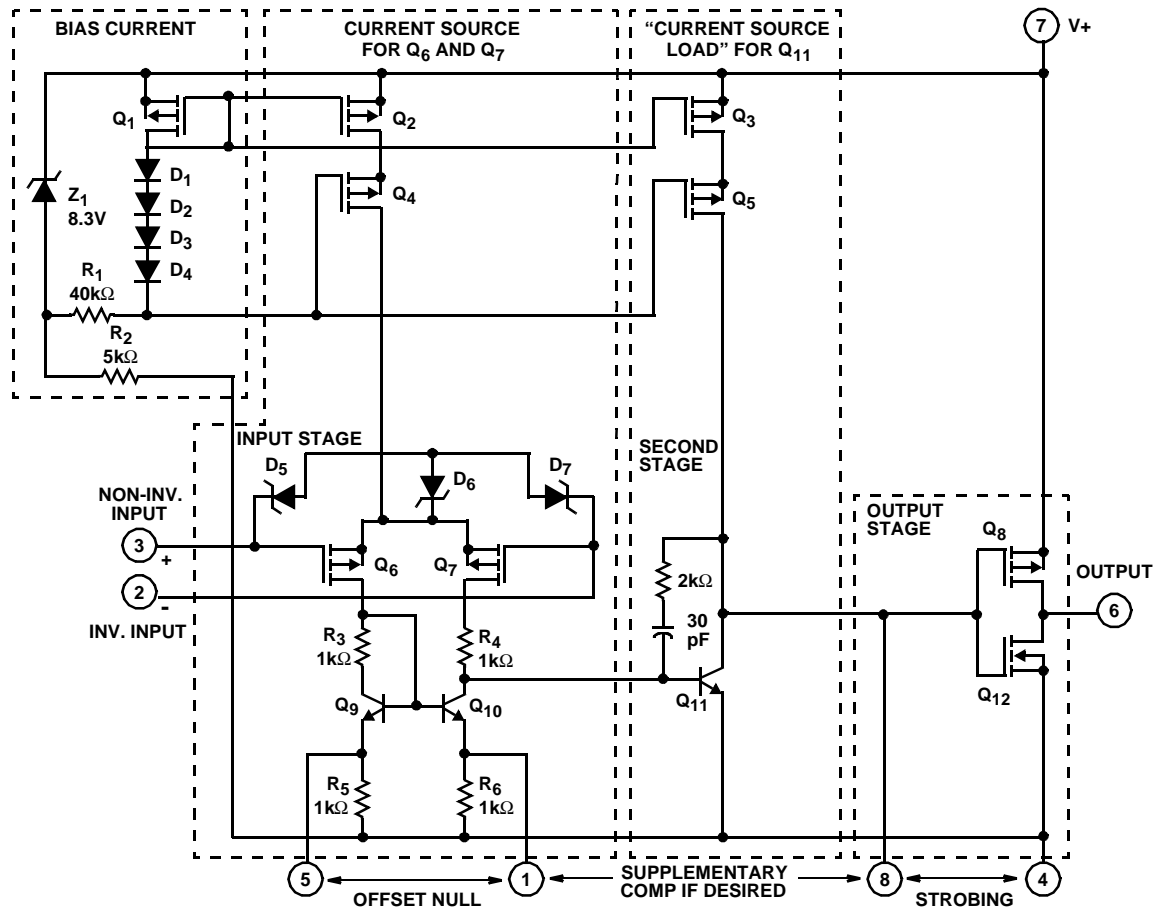 BIAS CURRENT
CURRENT SOURCE
FOR Q6 AND Q7
“CURRENT SOURCE
LOAD” FOR Q11
7
V+
Q1
Q2
Q3
Z1
8.3V
D1
D2
D3
D4
Q4
Q5
R1
40kΩ
R2
5kΩ
INPUT STAGE
D5
D6
D7
SECOND
STAGE
NON-INV.
INPUT
3
+
2
-
INV. INPUT
Q6
Q7
2kΩ
30
pF
OUTPUT
STAGE
Q8
OUTPUT
6
R3
1kΩ
R4
1kΩ
Q9
Q10
Q11
Q12
R5
1kΩ
R6
1kΩ
5
OFFSET NULL
1
SUPPLEMENTARY
COMP IF DESIRED
8
STROBING
4